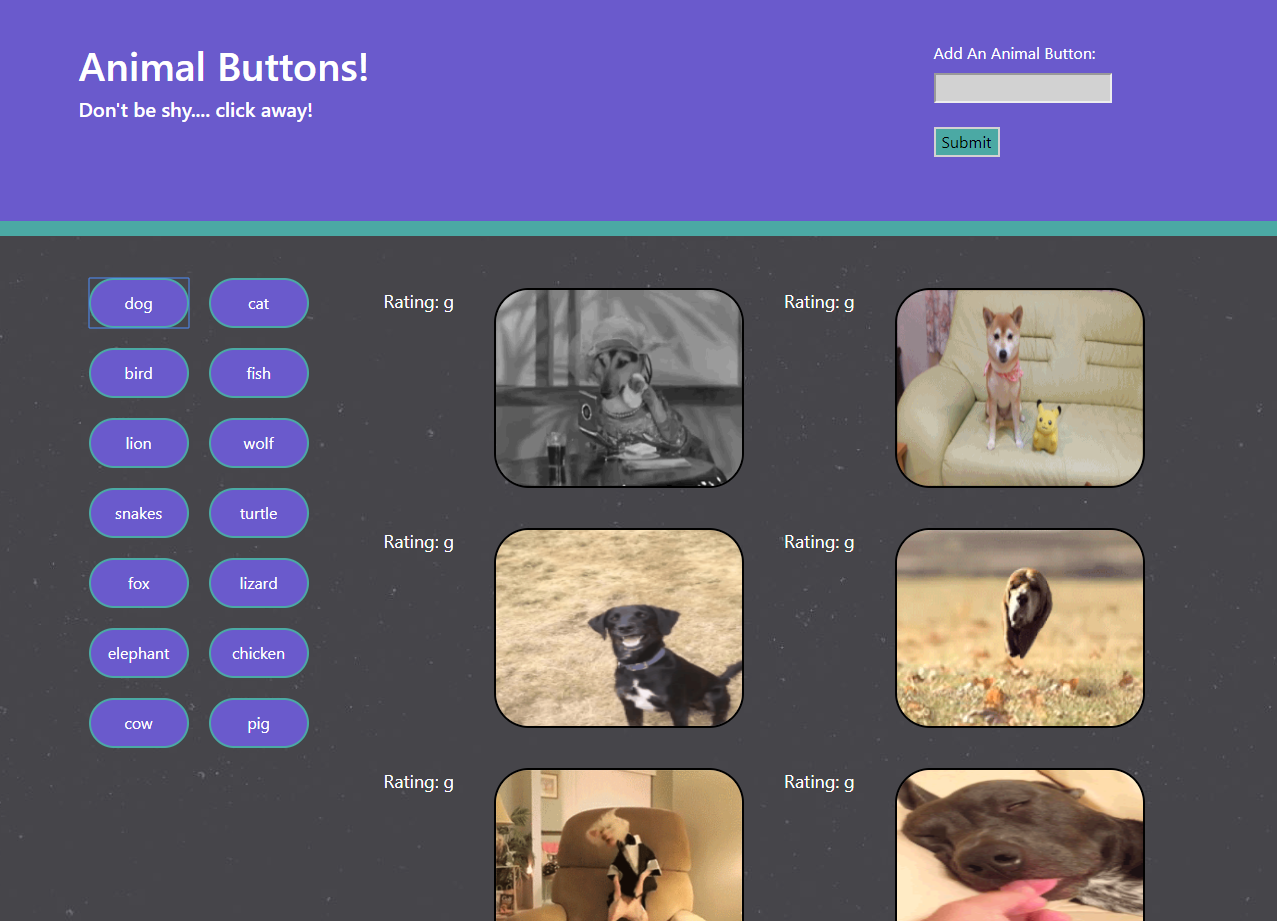 Animal Buttons!
Don't be shy.... click away!
Add An Animal Button:
Submit
dog
cat
bird
fish
lion
wolf
snakes
turtle
fox
lizard
elephant
chicken
cow
pig
Rating: g
Rating: g
Rating: g
Rating: g
Rating: g
Rating: g